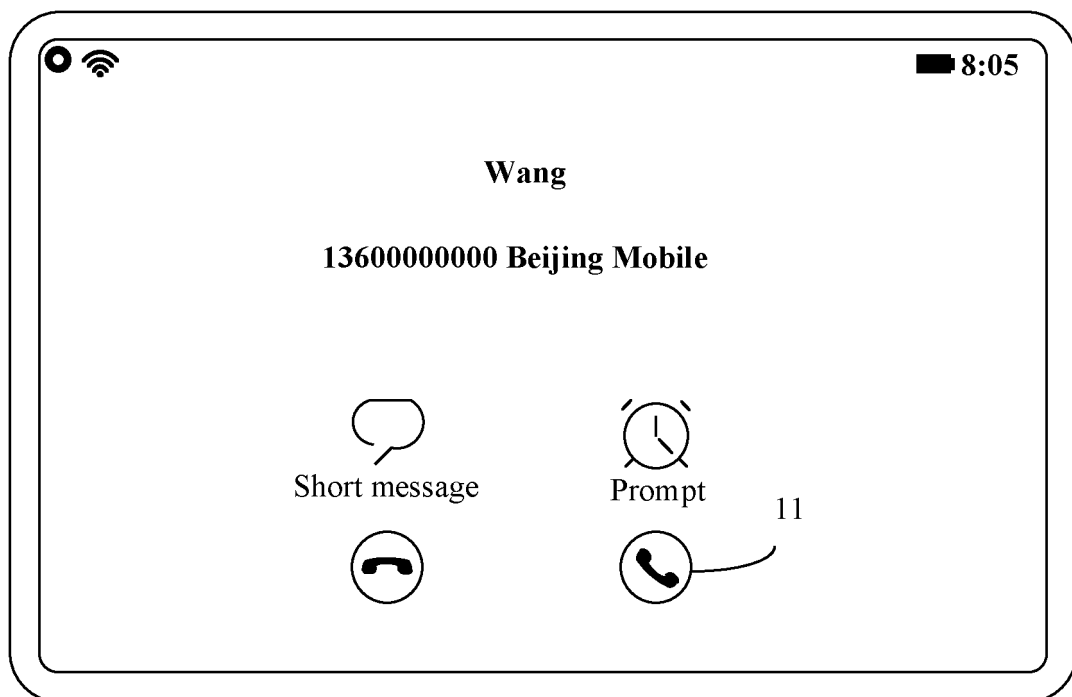 8:05
Wang
13600000000 Beijing Mobile
Short message
Prompt
11